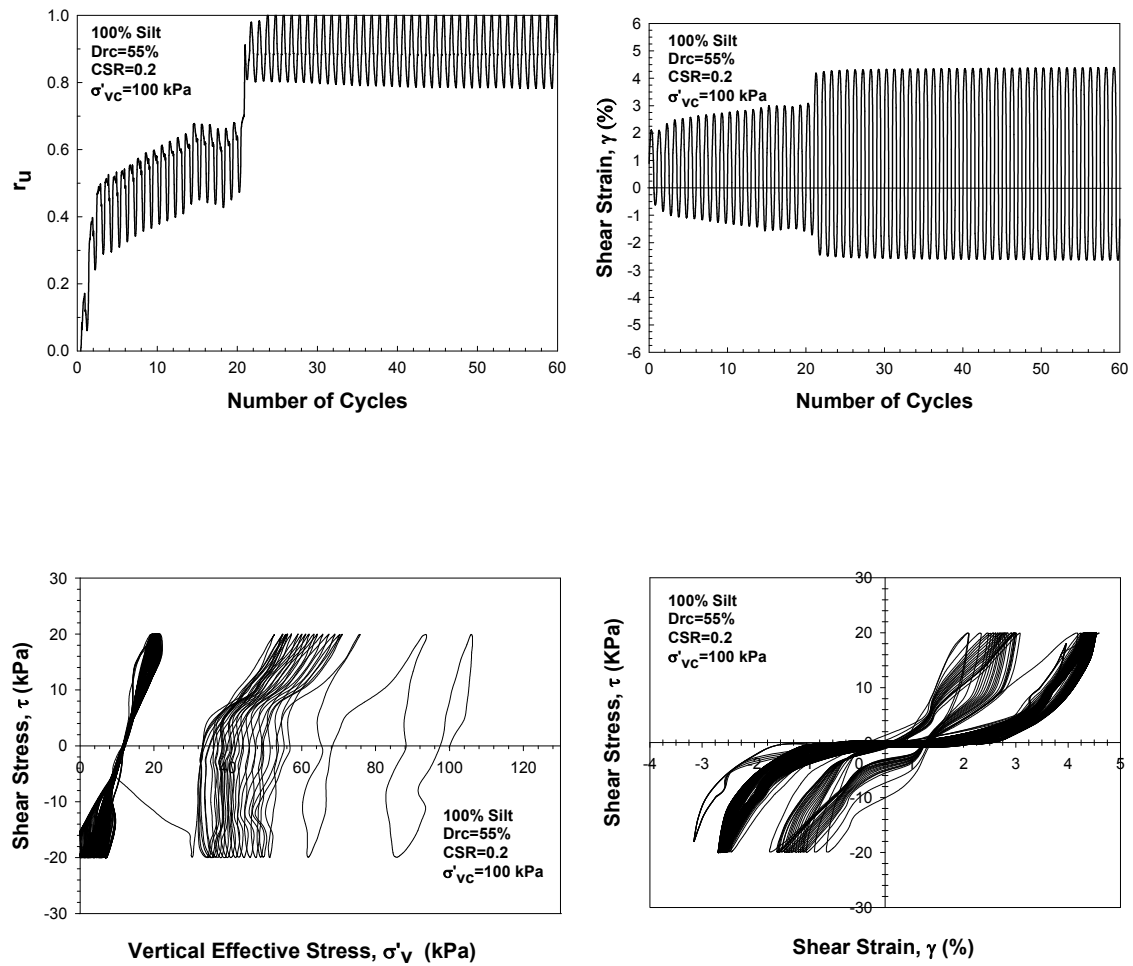 1.0
0.8
0.6
0.4
0.2
0.0
r_u
100% Silt
Drc=55%
CSR=0.2
σ'vc=100 kPa
0 10 20 30 40 50 60
Number of Cycles
6
5
4
3
2
1
0
-1
-2
-3
-4
-5
-6
Shear Strain, γ (%)
100% Silt
Drc=55%
CSR=0.2
σ'vc=100 kPa
0 10 20 30 40 50 60
Number of Cycles
30
20
10
0
-10
-20
-30
Shear Stress, τ (kPa)
0 20 40 60 80 100 120
100% Silt
Drc=55%
CSR=0.2
σ'vc=100 kPa
Vertical Effective Stress, σ'v (kPa)
30
20
10
0
-10
-20
-30
Shear Stress, τ (KPa)
100% Silt
Drc=55%
CSR=0.2
σ'vc=100 kPa
-4 -3 -2 0 1 2 3 4 5
Shear Strain, γ (%)